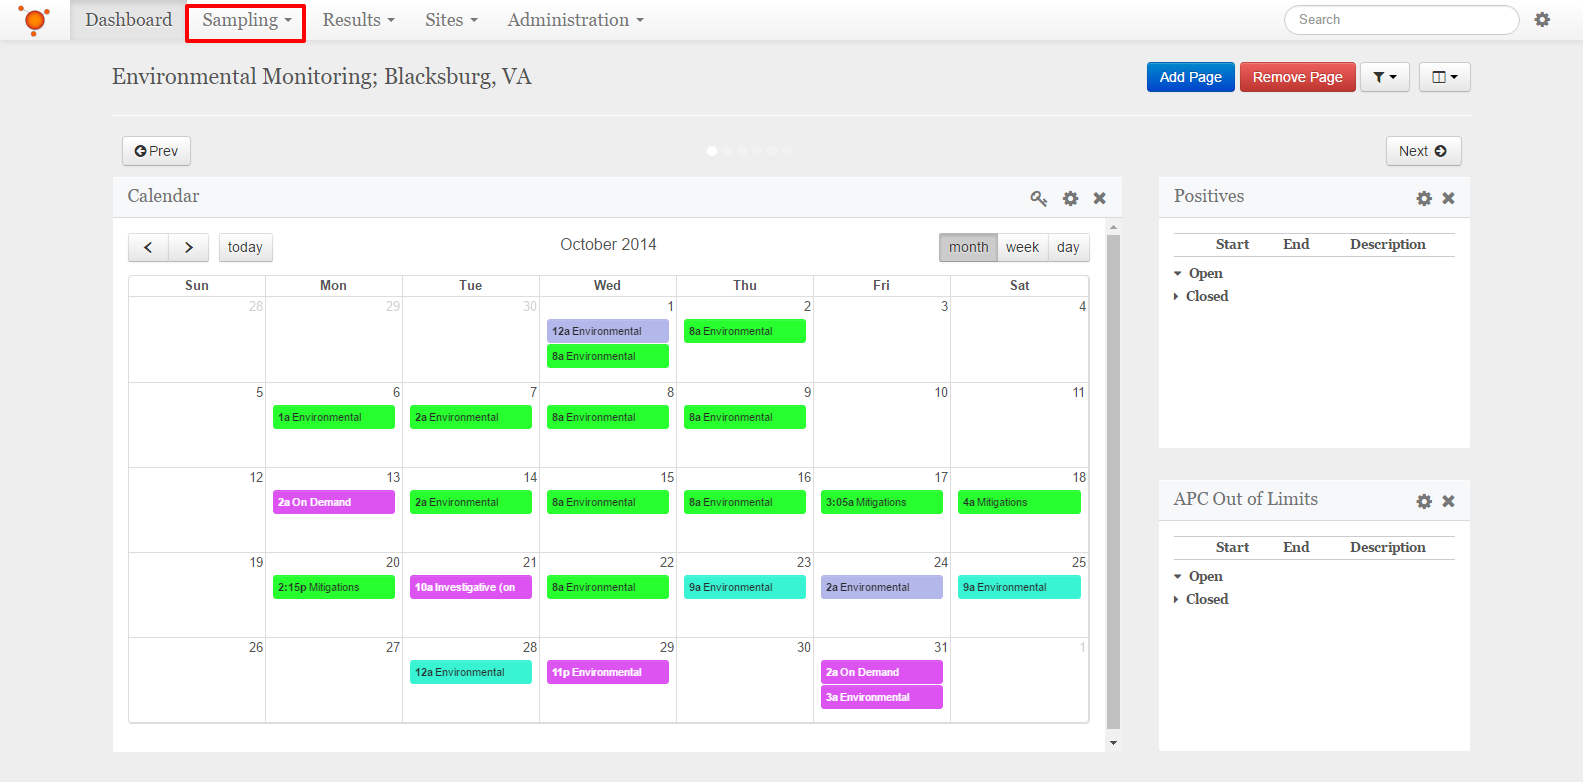 Dashboard Sampling Results Sites Administration Search
Environmental Monitoring; Blacksburg, VA Add Page Remove Page
Prev Next
Calendar
today October 2014 month week day
Sun Mon Tue Wed Thu Fri Sat
28 29 30 1 2 3 4
12a Environmental 8a Environmental
8a Environmental
5 6 7 8 9 10 11
1a Environmental 2a Environmental 8a Environmental 8a Environmental
12 13 14 15 16 17 18
2a On Demand 2a Environmental 8a Environmental 8a Environmental 3:05a Mitigations 4a Mitigations
19 20 21 22 23 24 25
2:15p Mitigations 10a Investigative (on 8a Environmental 9a Environmental 2a Environmental 9a Environmental
26 27 28 29 30 31 1
12a Environmental 11p Environmental 2a On Demand
3a Environmental
Positives
Start End Description
Open
Closed
APC Out of Limits
Start End Description
Open
Closed